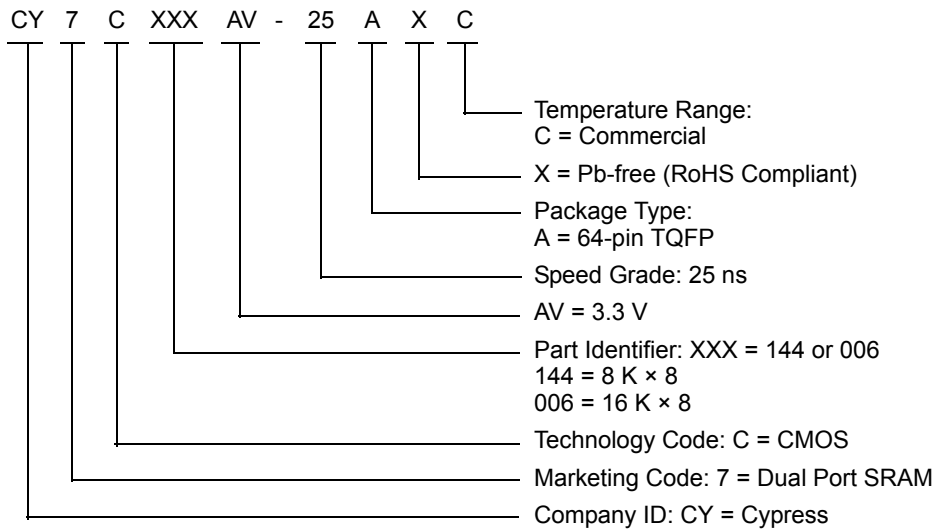 CY 7 C XXX AV - 25 A X C
Temperature Range:
C = Commercial
X = Pb-free (RoHS Compliant)
Package Type:
A = 64-pin TQFP
Speed Grade: 25 ns
AV = 3.3 V
Part Identifier: XXX = 144 or 006
144 = 8 K × 8
006 = 16 K × 8
Technology Code: C = CMOS
Marketing Code: 7 = Dual Port SRAM
Company ID: CY = Cypress